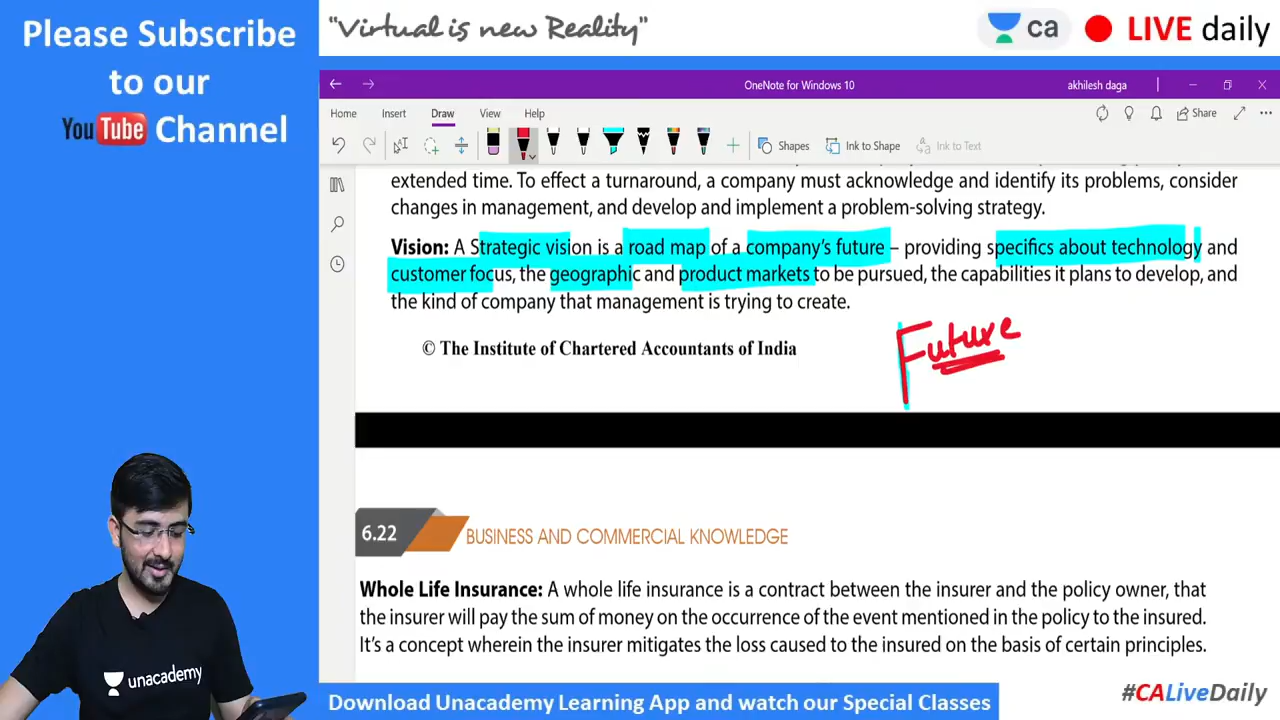 Please Subscribe
to our
YouTube Channel
"Virtual is new Reality"
ca
LIVE daily
OneNote for Windows 10
akhilesh daga
Home Insert Draw View Help
Share
Shapes
Ink to Shape
Ink to Text
extended time. To effect a turnaround, a company must acknowledge and identify its problems, consider
changes in management, and develop and implement a problem-solving strategy.
Vision: A Strategic vision is a road map of a company's future – providing specifics about technology and
customer focus, the geographic and product markets to be pursued, the capabilities it plans to develop, and
the kind of company that management is trying to create.
Future
© The Institute of Chartered Accountants of India
6.22
BUSINESS AND COMMERCIAL KNOWLEDGE
Whole Life Insurance: A whole life insurance is a contract between the insurer and the policy owner, that
the insurer will pay the sum of money on the occurrence of the event mentioned in the policy to the insured.
It's a concept wherein the insurer mitigates the loss caused to the insured on the basis of certain principles.
unacademy
Download Unacademy Learning App and watch our Special Classes
#CALiveDaily